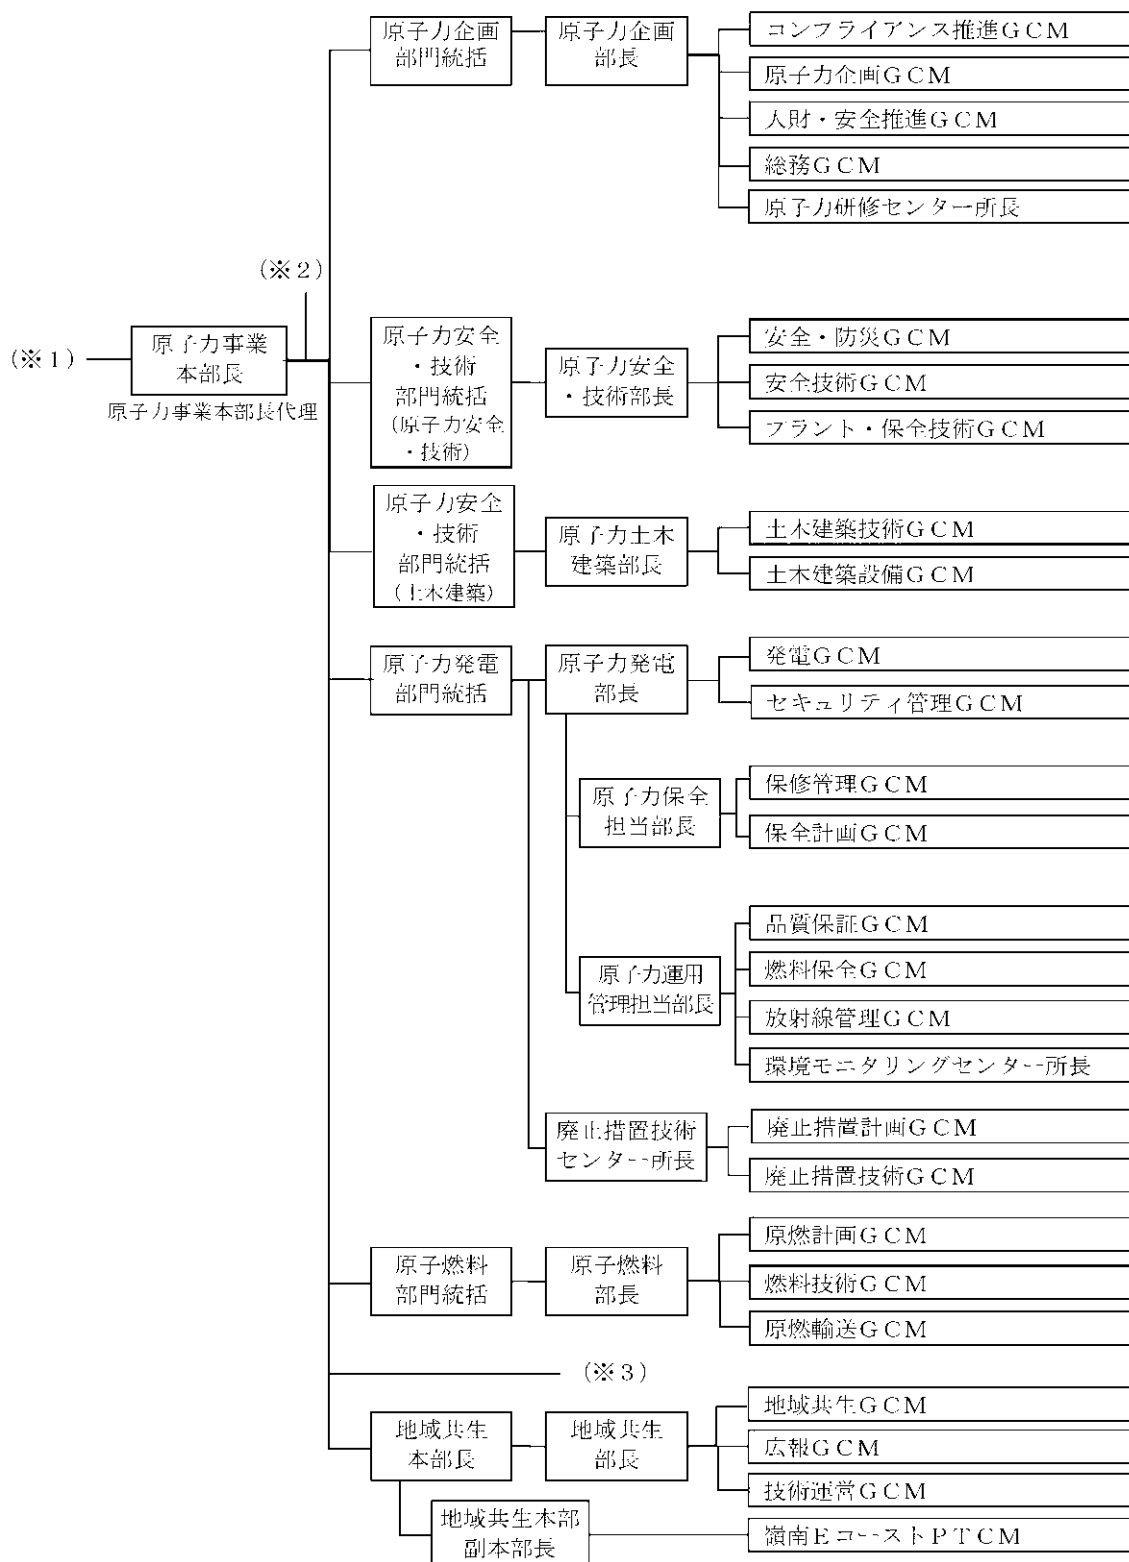 原子力企画
部門統括
原子力企画
部長
コンプライアンス推進GCM
原子力企画GCM
人財・安全推進GCM
総務GCM
原子力研修センター所長
(※2)
(※1)
原子力事業
本部長
原子力事業本部長代理
原子力安全
・技術
部門統括
(原子力安全
・技術)
原子力安全
・技術部長
安全・防災GCM
安全技術GCM
プラント・保全技術GCM
原子力安全
・技術
部門統括
(土木建築)
原子力土木
建築部長
土木建築技術GCM
土木建築設備GCM
原子力発電
部門統括
原子力発電
部長
発電GCM
セキュリティ管理GCM
原子力保全
担当部長
保修管理GCM
保全計画GCM
原子力運用
管理担当部長
品質保証GCM
燃料保全GCM
放射線管理GCM
環境モニタリングセンター所長
廃止措置技術
センター所長
廃止措置計画GCM
廃止措置技術GCM
原子燃料
部門統括
原子燃料
部長
原燃計画GCM
燃料技術GCM
原燃輸送GCM
(※3)
地域共生
本部長
地域共生
部長
地域共生GCM
広報GCM
技術運営GCM
地域共生本部
副本部長
嶺南EコーストPTCM